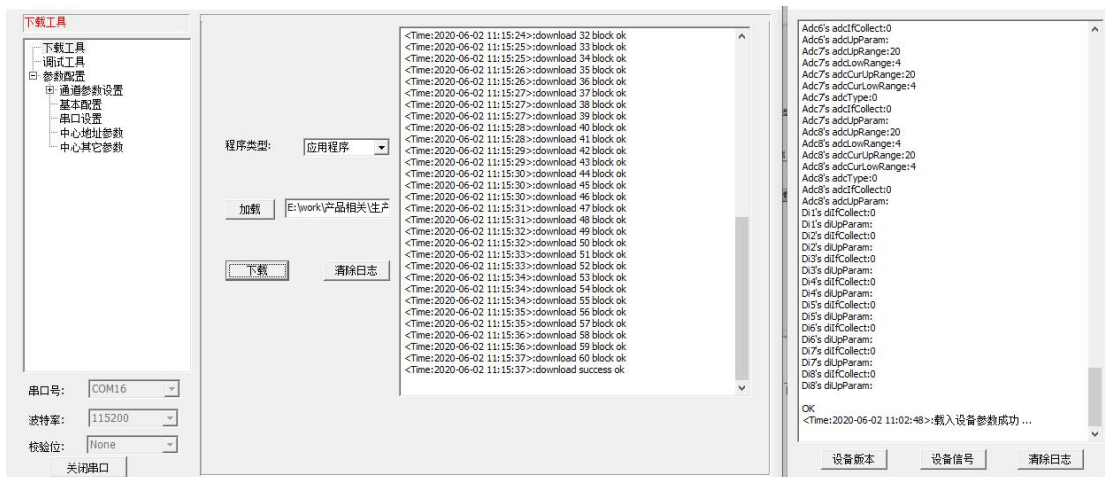 下载工具
下载工具
调试工具
参数配置
通道参数设置
基本配置
串口设置
中心地址参数
中心其它参数
串口号:
COM16
波特率:
115200
校验位:
None
关闭串口
程序类型:
应用程序
加载
E:\work\产品相关\生产
下载
清除日志
<Time:2020-06-02 11:15:24>:download 32 block ok
<Time:2020-06-02 11:15:25>:download 33 block ok
<Time:2020-06-02 11:15:25>:download 34 block ok
<Time:2020-06-02 11:15:26>:download 35 block ok
<Time:2020-06-02 11:15:26>:download 36 block ok
<Time:2020-06-02 11:15:27>:download 37 block ok
<Time:2020-06-02 11:15:27>:download 38 block ok
<Time:2020-06-02 11:15:27>:download 39 block ok
<Time:2020-06-02 11:15:28>:download 40 block ok
<Time:2020-06-02 11:15:28>:download 41 block ok
<Time:2020-06-02 11:15:29>:download 42 block ok
<Time:2020-06-02 11:15:29>:download 43 block ok
<Time:2020-06-02 11:15:30>:download 44 block ok
<Time:2020-06-02 11:15:30>:download 45 block ok
<Time:2020-06-02 11:15:30>:download 46 block ok
<Time:2020-06-02 11:15:31>:download 47 block ok
<Time:2020-06-02 11:15:31>:download 48 block ok
<Time:2020-06-02 11:15:32>:download 49 block ok
<Time:2020-06-02 11:15:32>:download 50 block ok
<Time:2020-06-02 11:15:33>:download 51 block ok
<Time:2020-06-02 11:15:33>:download 52 block ok
<Time:2020-06-02 11:15:34>:download 53 block ok
<Time:2020-06-02 11:15:34>:download 54 block ok
<Time:2020-06-02 11:15:34>:download 55 block ok
<Time:2020-06-02 11:15:35>:download 56 block ok
<Time:2020-06-02 11:15:35>:download 57 block ok
<Time:2020-06-02 11:15:36>:download 58 block ok
<Time:2020-06-02 11:15:36>:download 59 block ok
<Time:2020-06-02 11:15:37>:download 60 block ok
<Time:2020-06-02 11:15:37>:download success ok
Adc6's adcIfCollect:0
Adc6's adcUpParam:
Adc7's adcUpRange:20
Adc7's adcLowRange:4
Adc7's adcCurUpRange:20
Adc7's adcCurLowRange:4
Adc7's adcType:0
Adc7's adcIfCollect:0
Adc7's adcUpParam:
Adc8's adcUpRange:20
Adc8's adcLowRange:4
Adc8's adcCurUpRange:20
Adc8's adcCurLowRange:4
Adc8's adcType:0
Adc8's adcIfCollect:0
Adc8's adcUpParam:
Di1's diIfCollect:0
Di1's diUpParam:
Di2's diIfCollect:0
Di2's diUpParam:
Di3's diIfCollect:0
Di3's diUpParam:
Di4's diIfCollect:0
Di4's diUpParam:
Di5's diIfCollect:0
Di5's diUpParam:
Di6's diIfCollect:0
Di6's diUpParam:
Di7's diIfCollect:0
Di7's diUpParam:
Di8's diIfCollect:0
Di8's diUpParam:
OK
<Time:2020-06-02 11:02:48>:载入设备参数成功 ...
设备版本
设备信号
清除日志